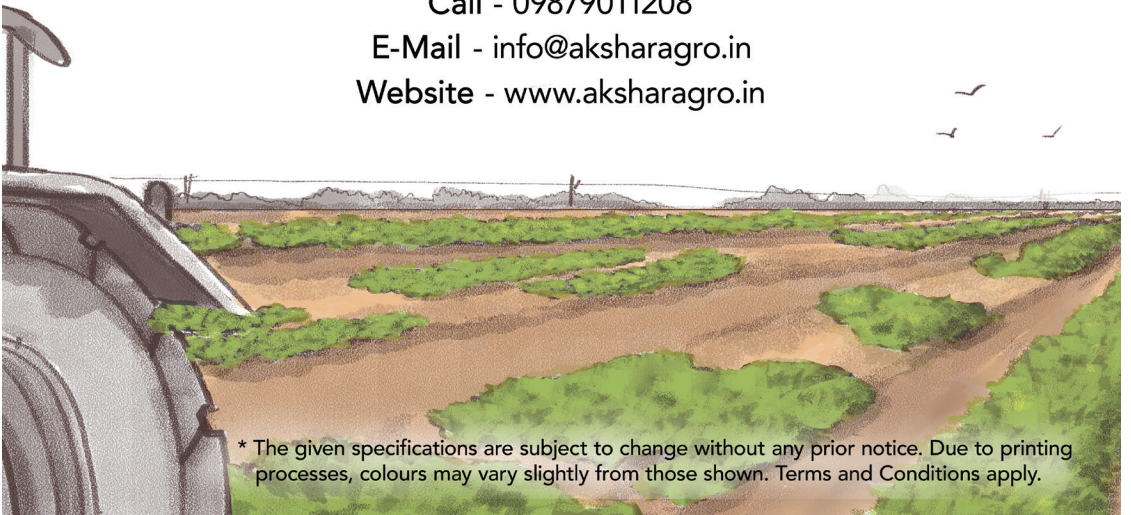 Call - 09879011208
E-Mail - info@aksharagro.in
Website - www.aksharagro.in
* The given specifications are subject to change without any prior notice. Due to printing
processes, colours may vary slightly from those shown. Terms and Conditions apply.